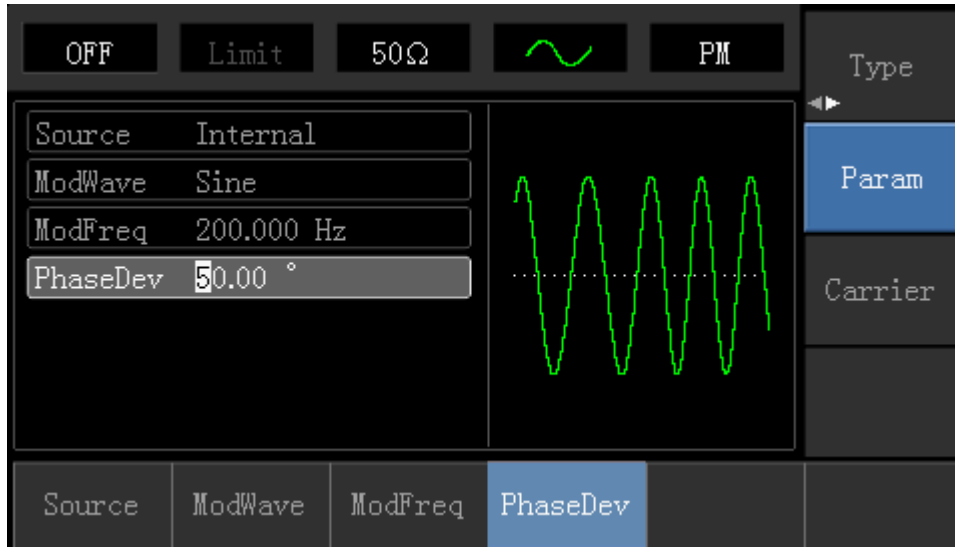 OFF Limit 50Ω PM
Type
Source Internal
ModWave Sine
ModFreq 200.000 Hz
PhaseDev 50.00 °
Param
Carrier
Source ModWave ModFreq PhaseDev